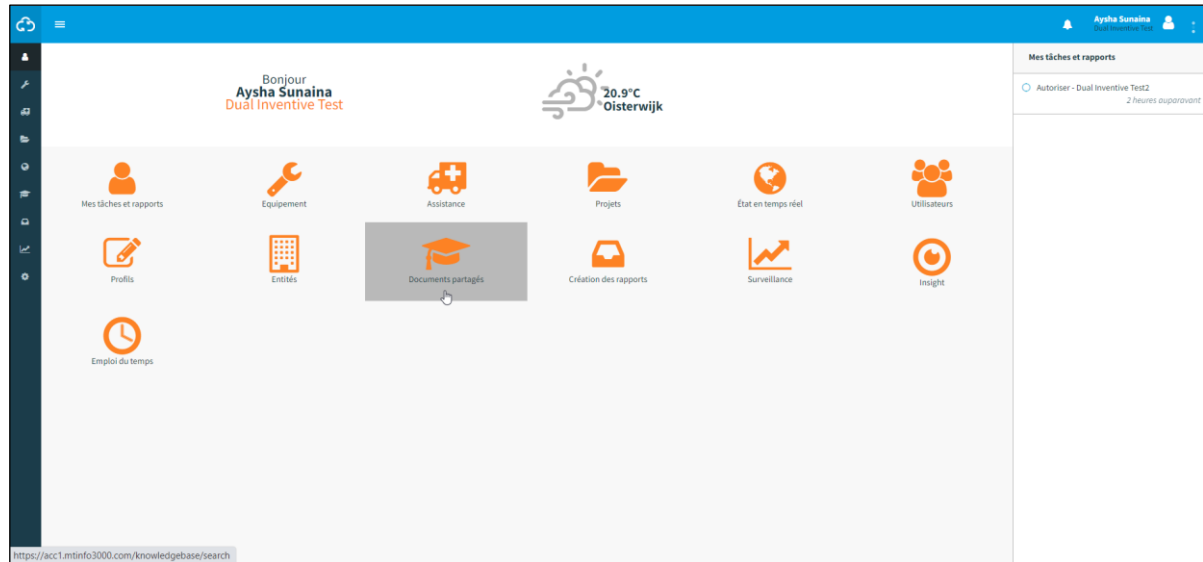 Aysha Sunaina
Dual Inventive Test
Bonjour
Aysha Sunaina
Dual Inventive Test
20.9°C
Oisterwijk
Mes tâches et rapports
Autoriser - Dual Inventive Test2
2 heures auparavant
Mes tâches et rapports
Equipement
Assistance
Projets
État en temps réel
Utilisateurs
Profils
Entités
Documents partagés
Création des rapports
Surveillance
Insight
Emploi du temps
https://acc1.mtinfo3000.com/knowledgebase/search